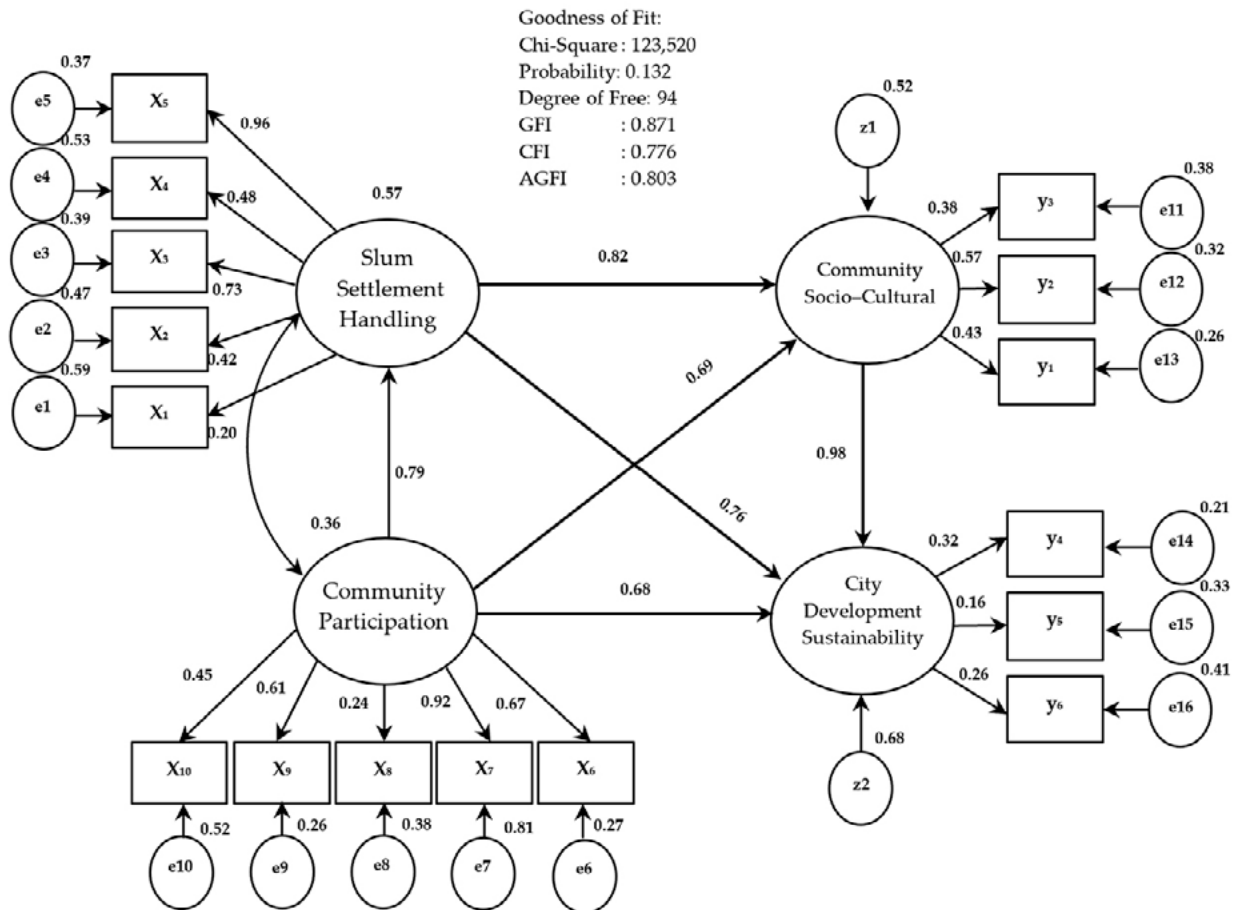 Goodness of Fit:
Chi-Square : 123,520
Probability: 0.132
Degree of Free: 94
GFI : 0.871
CFI : 0.776
AGFI : 0.803
0.37
e5
X5
0.96
0.53
e4
X4
0.48
0.39
e3
X3
0.73
0.47
e2
X2
0.42
0.59
e1
X1
0.20
0.57
Slum
Settlement
Handling
0.82
0.52
z1
Community
Socio–Cultural
0.38
y3
0.38
e11
0.57
y2
0.32
e12
0.43
y1
0.26
e13
0.69
0.79
0.98
0.76
0.36
Community
Participation
0.68
City
Development
Sustainability
0.32
y4
0.21
e14
0.16
y5
0.33
e15
0.26
y6
0.41
e16
0.68
z2
0.45
0.61
0.24
0.92
0.67
X10
X9
X8
X7
X6
0.52
0.26
0.38
0.81
0.27
e10
e9
e8
e7
e6